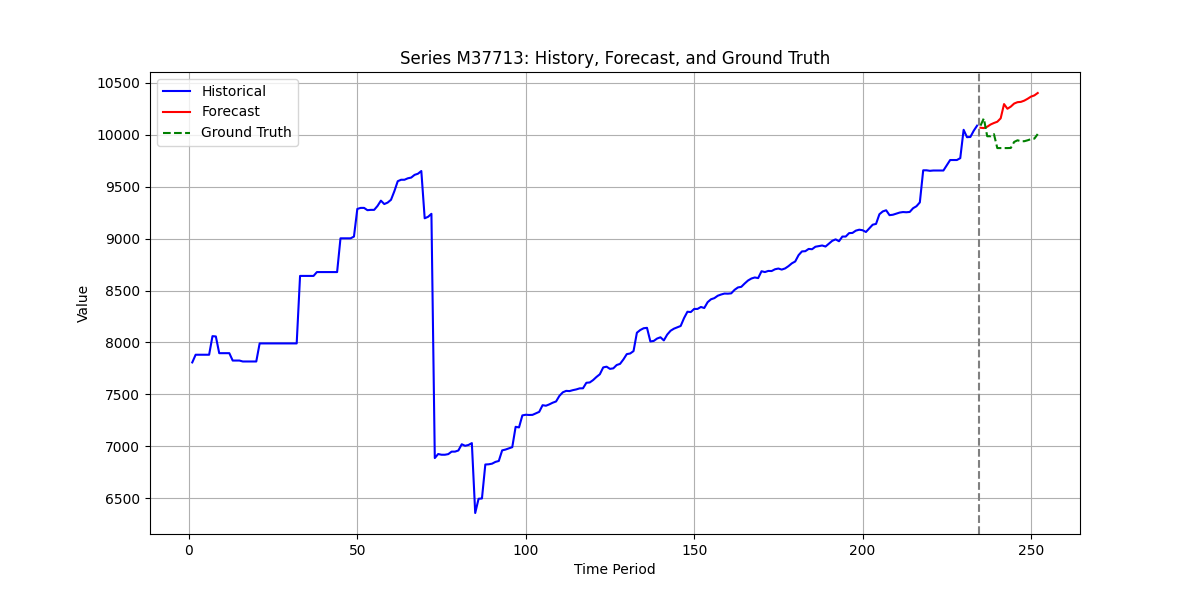 Series M37713: History, Forecast, and Ground Truth
Historical
Forecast
Ground Truth
10500
10000
9500
9000
8500
8000
7500
7000
6500
Value
0
50
100
150
200
250
Time Period